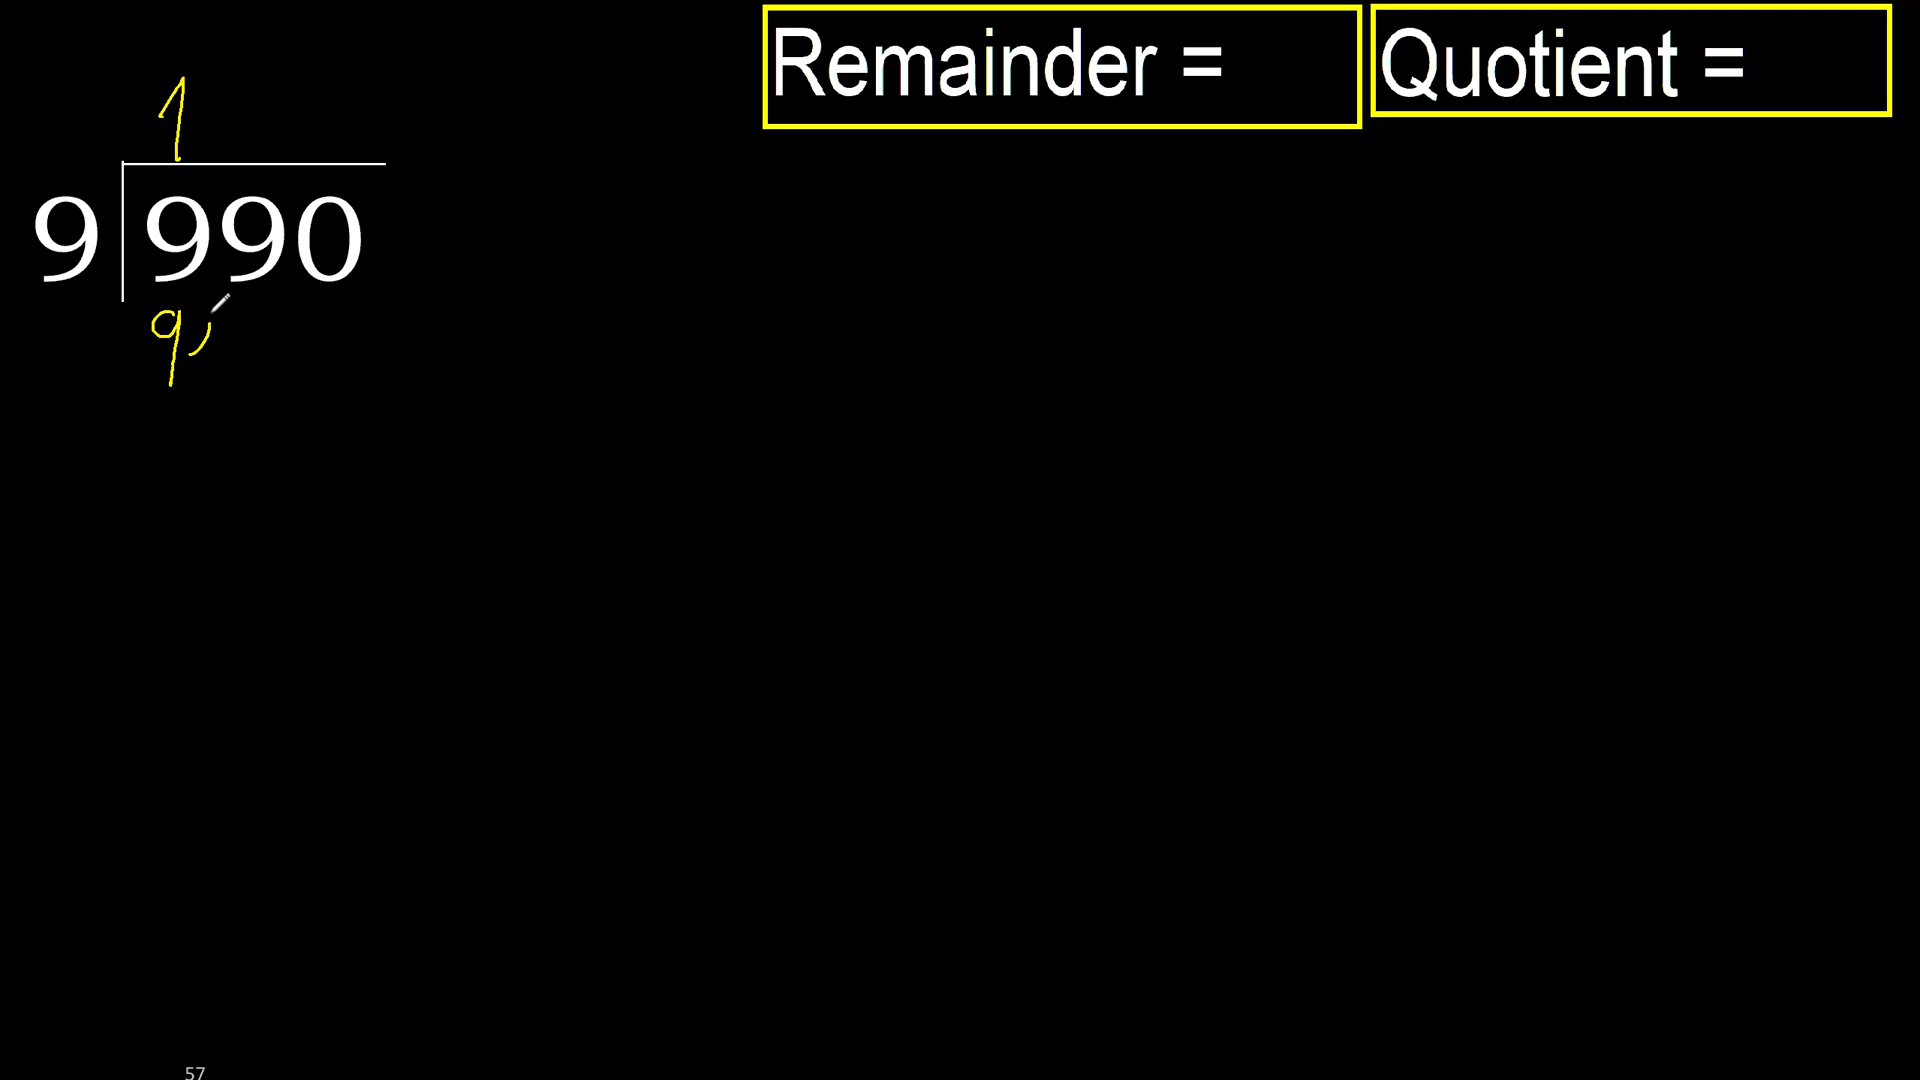 Remainder = Quotient =
1
9 990
9,
57